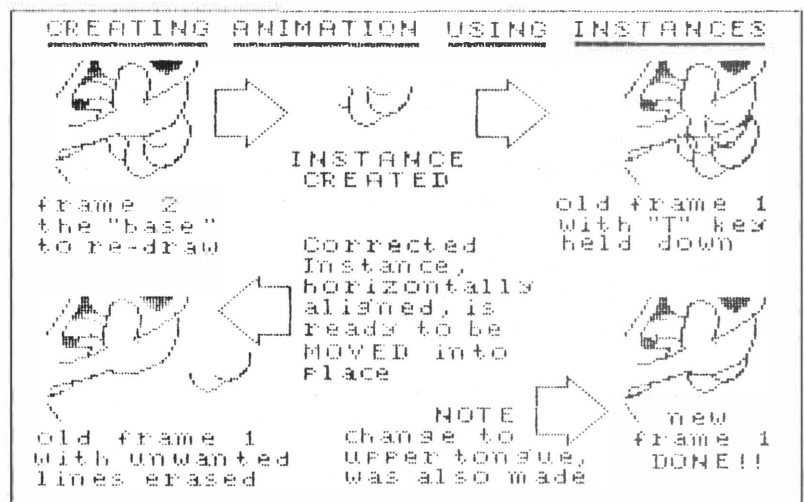 CREATING ANIMATION USING INSTANCES
INSTANCE
CREATED
frame 2
the "base"
to re-draw
old frame 1
with "T" key
held down
Corrected
Instance,
horizontally
aligned, is
ready to be
MOVED into
place
old frame 1
with unwanted
lines erased
NOTE
change to
upper tongue,
was also made
new
frame 1
DONE!!